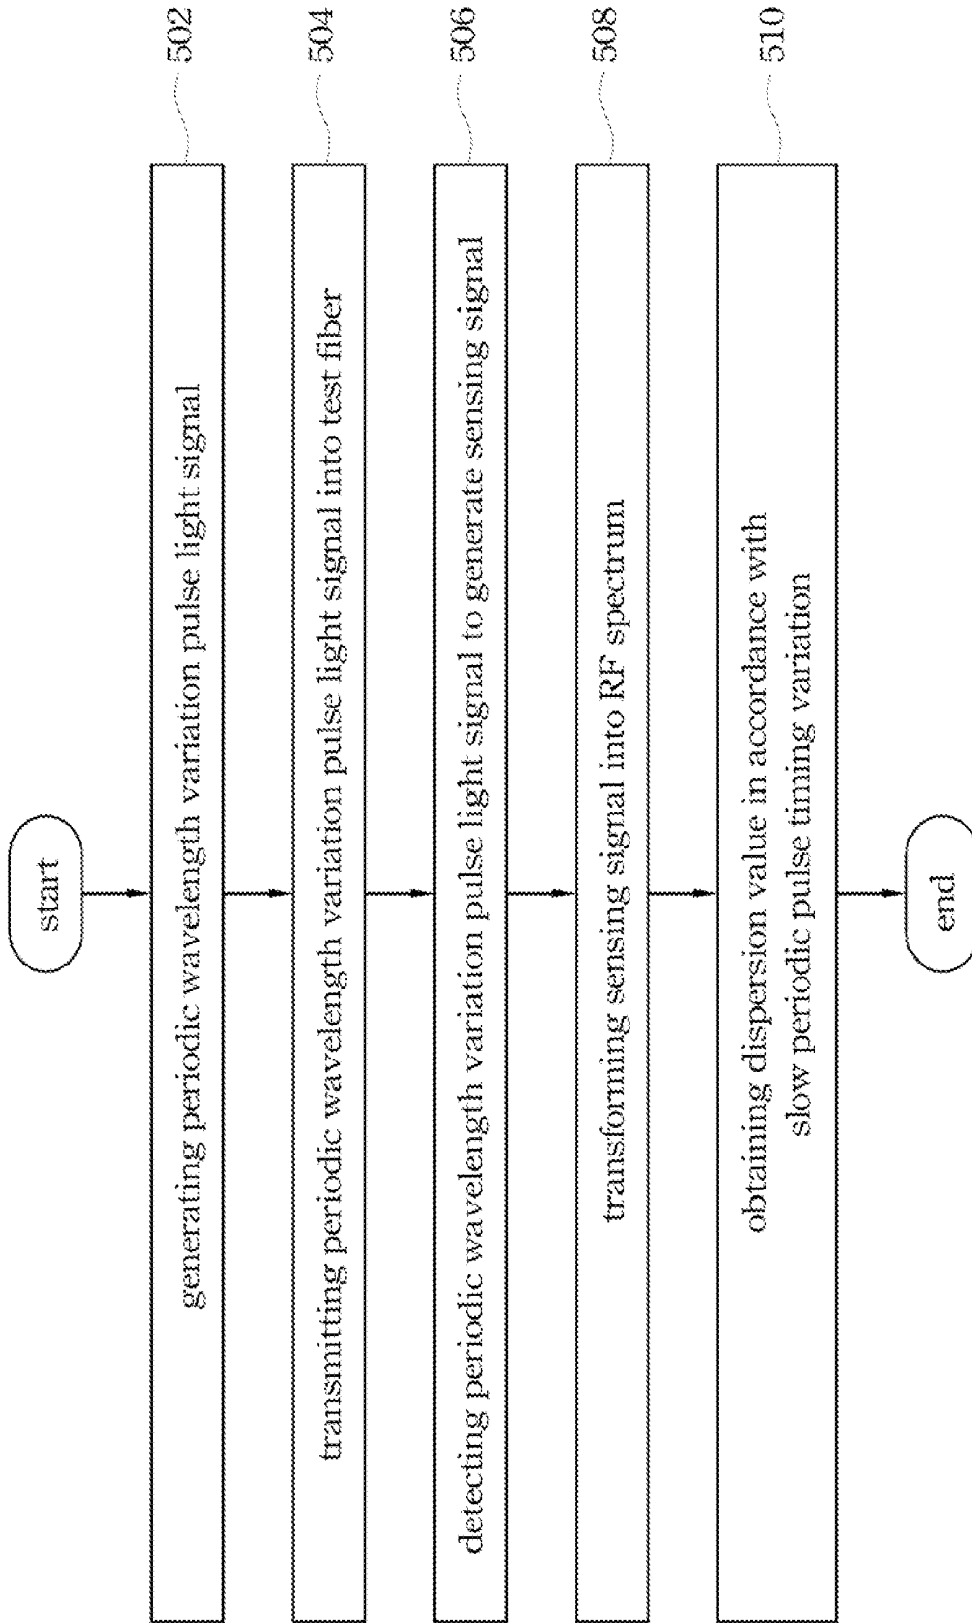 start
generating periodic wavelength variation pulse light signal
502
transmitting periodic wavelength variation pulse light signal into test fiber
504
detecting periodic wavelength variation pulse light signal to generate sensing signal
506
transforming sensing signal into RF spectrum
508
obtaining dispersion value in accordance with
slow periodic pulse timing variation
510
end